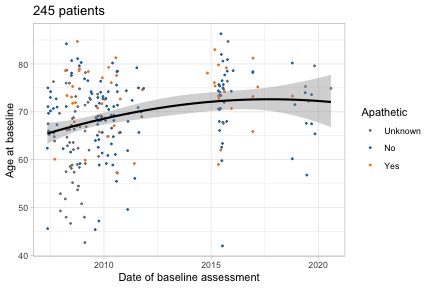 245 patients
Age at baseline
80
70
60
50
40
2010
2015
2020
Date of baseline assessment
Apathetic
Unknown
No
Yes